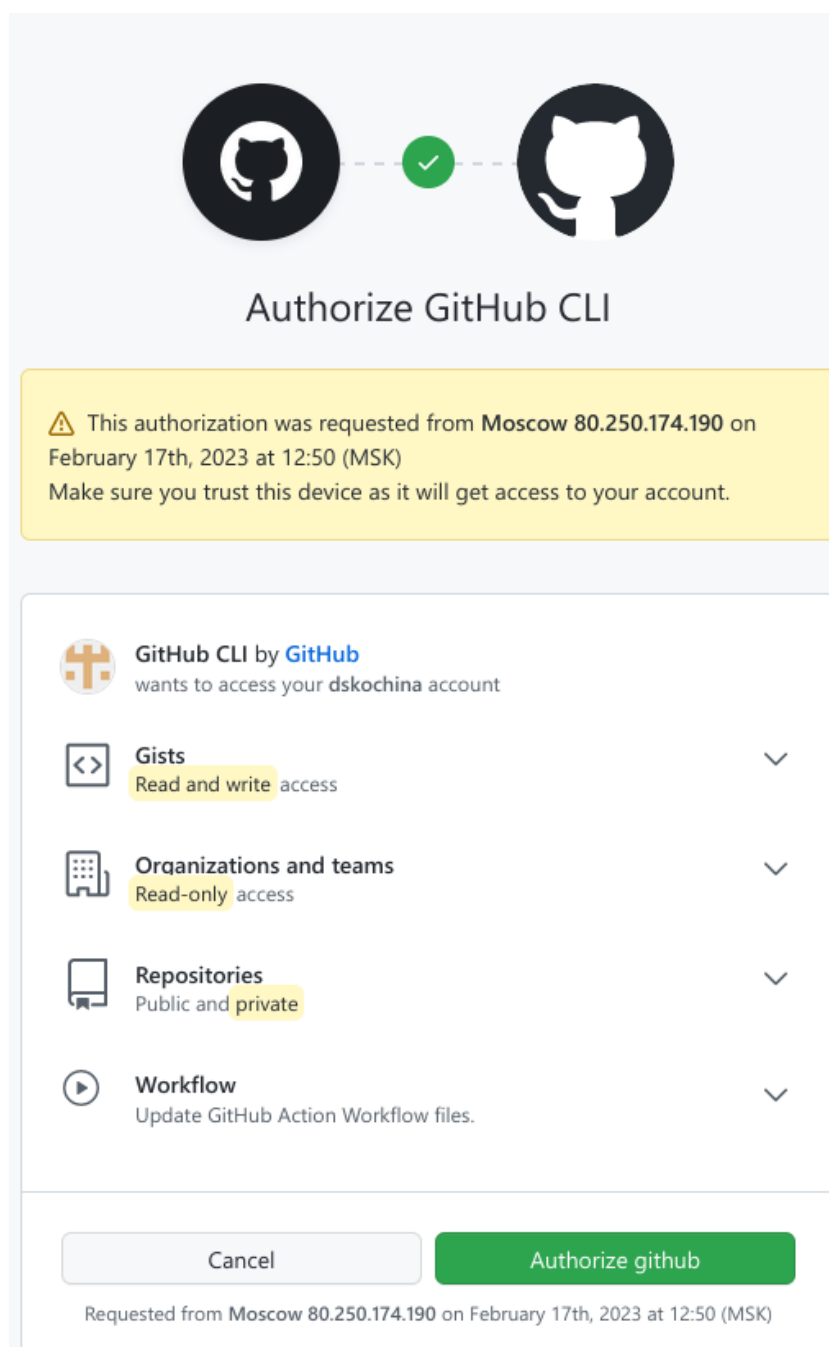 Authorize GitHub CLI
This authorization was requested from Moscow 80.250.174.190 on
February 17th, 2023 at 12:50 (MSK)
Make sure you trust this device as it will get access to your account.
GitHub CLI by GitHub
wants to access your dskochina account
Gists
Read and write access
Organizations and teams
Read-only access
Repositories
Public and private
Workflow
Update GitHub Action Workflow files.
Cancel Authorize github
Requested from Moscow 80.250.174.190 on February 17th, 2023 at 12:50 (MSK)